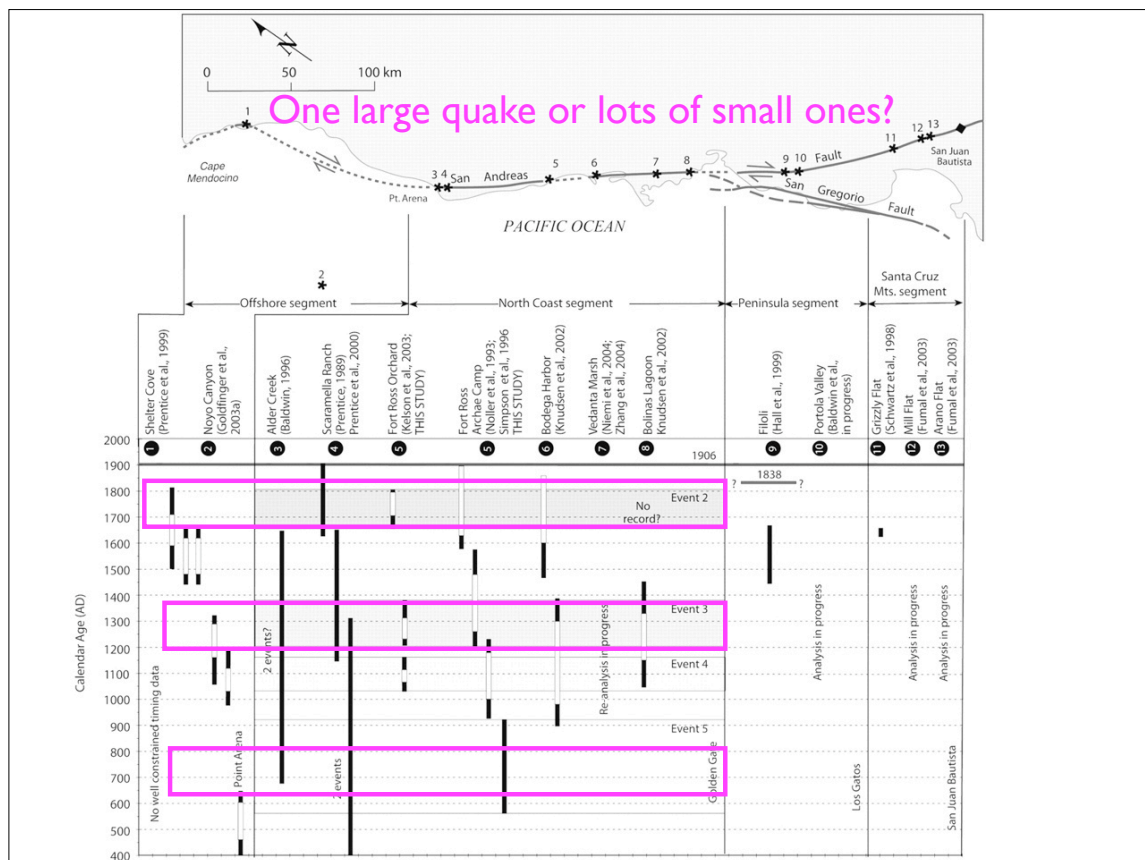 N
0 50 100 km
One large quake or lots of small ones?
1
Cape
Mendocino
3 4
San Andreas
5
6
7
8
9 10
Fault
11
12 13
San Juan
Bautista
Pt. Arena
San Gregorio Fault
PACIFIC OCEAN
2
Offshore segment
North Coast segment
Peninsula segment
Santa Cruz
Mts. segment
Shelter Cove
(Prentice et al., 1999)
Noyo Canyon
(Goldfinger et al.,
2003a)
Alder Creek
(Baldwin, 1996)
Scaramella Ranch
(Prentice, 1989)
Prentice et al., 2000)
Fort Ross Orchard
(Kelson et al., 2003;
THIS STUDY)
Fort Ross
Archae Camp
(Noller et al., 1993;
Simpson et al., 1996
THIS STUDY)
Bodega Harbor
(Knudsen et al., 2002)
Vedanta Marsh
(Niemi et al., 2004;
Zhang et al., 2004)
Bolinas Lagoon
Knudsen et al., 2002)
Filoli
(Hall et al., 1999)
Portola Valley
(Baldwin et al.,
in progress)
Grizzly Flat
(Schwartz et al., 1998)
Mill Flat
(Fumal et al., 2003)
Arano Flat
(Fumal et al., 2003)
1 2 3 4 5 5 6 7 8 9 10 11 12 13
Calendar Age (AD)
2000
1900
1800
1700
1600
1500
1400
1300
1200
1100
1000
900
800
700
600
500
400
1906
? 1838 ?
Event 2
No
record?
Event 3
Event 4
Event 5
No well constrained timing data
Point Arena
2 events?
2 events
Re-analysis in progress
Golden Gate
Analysis in progress
Los Gatos
Analysis in progress
Analysis in progress
San Juan Bautista